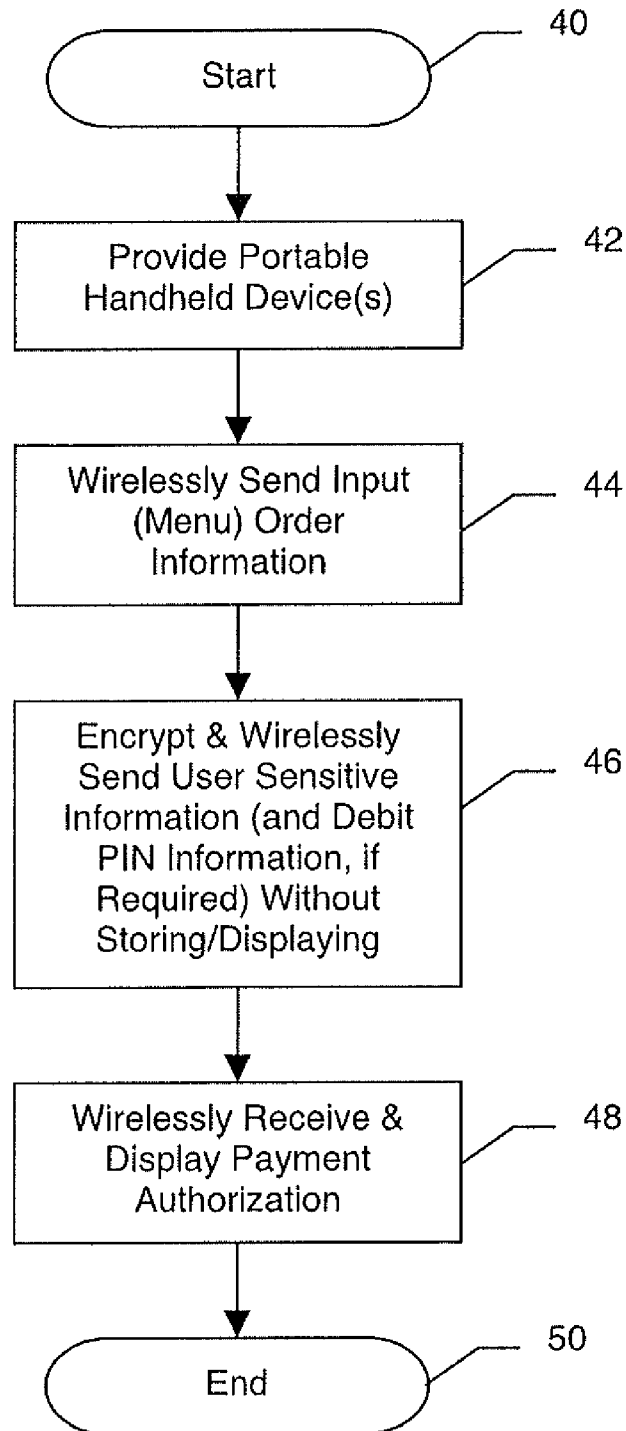 40
Start
42
Provide Portable
Handheld Device(s)
44
Wirelessly Send Input
(Menu) Order
Information
46
Encrypt & Wirelessly
Send User Sensitive
Information (and Debit
PIN Information, if
Required) Without
Storing/Displaying
48
Wirelessly Receive &
Display Payment
Authorization
50
End